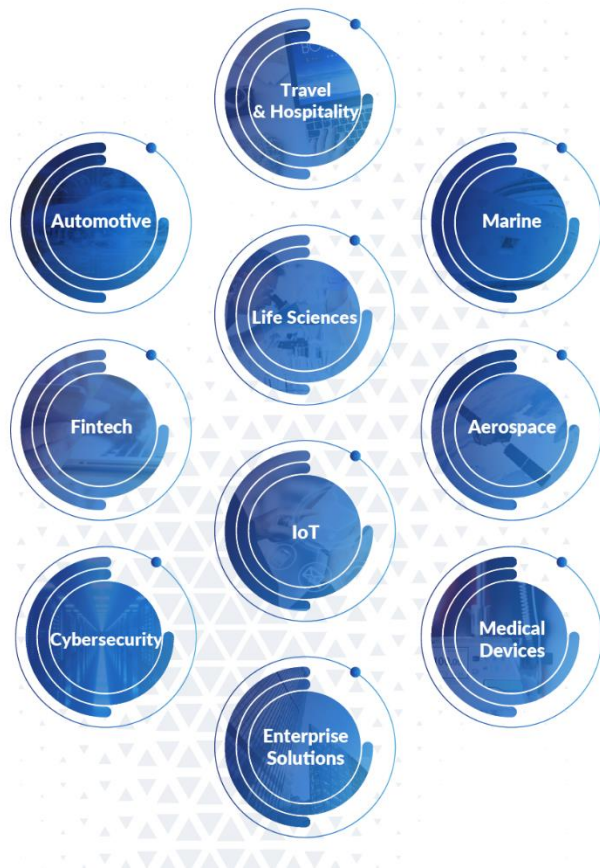 Travel
& Hospitality
Automotive
Marine
Life Sciences
Fintech
Aerospace
IoT
Cybersecurity
Medical
Devices
Enterprise
Solutions